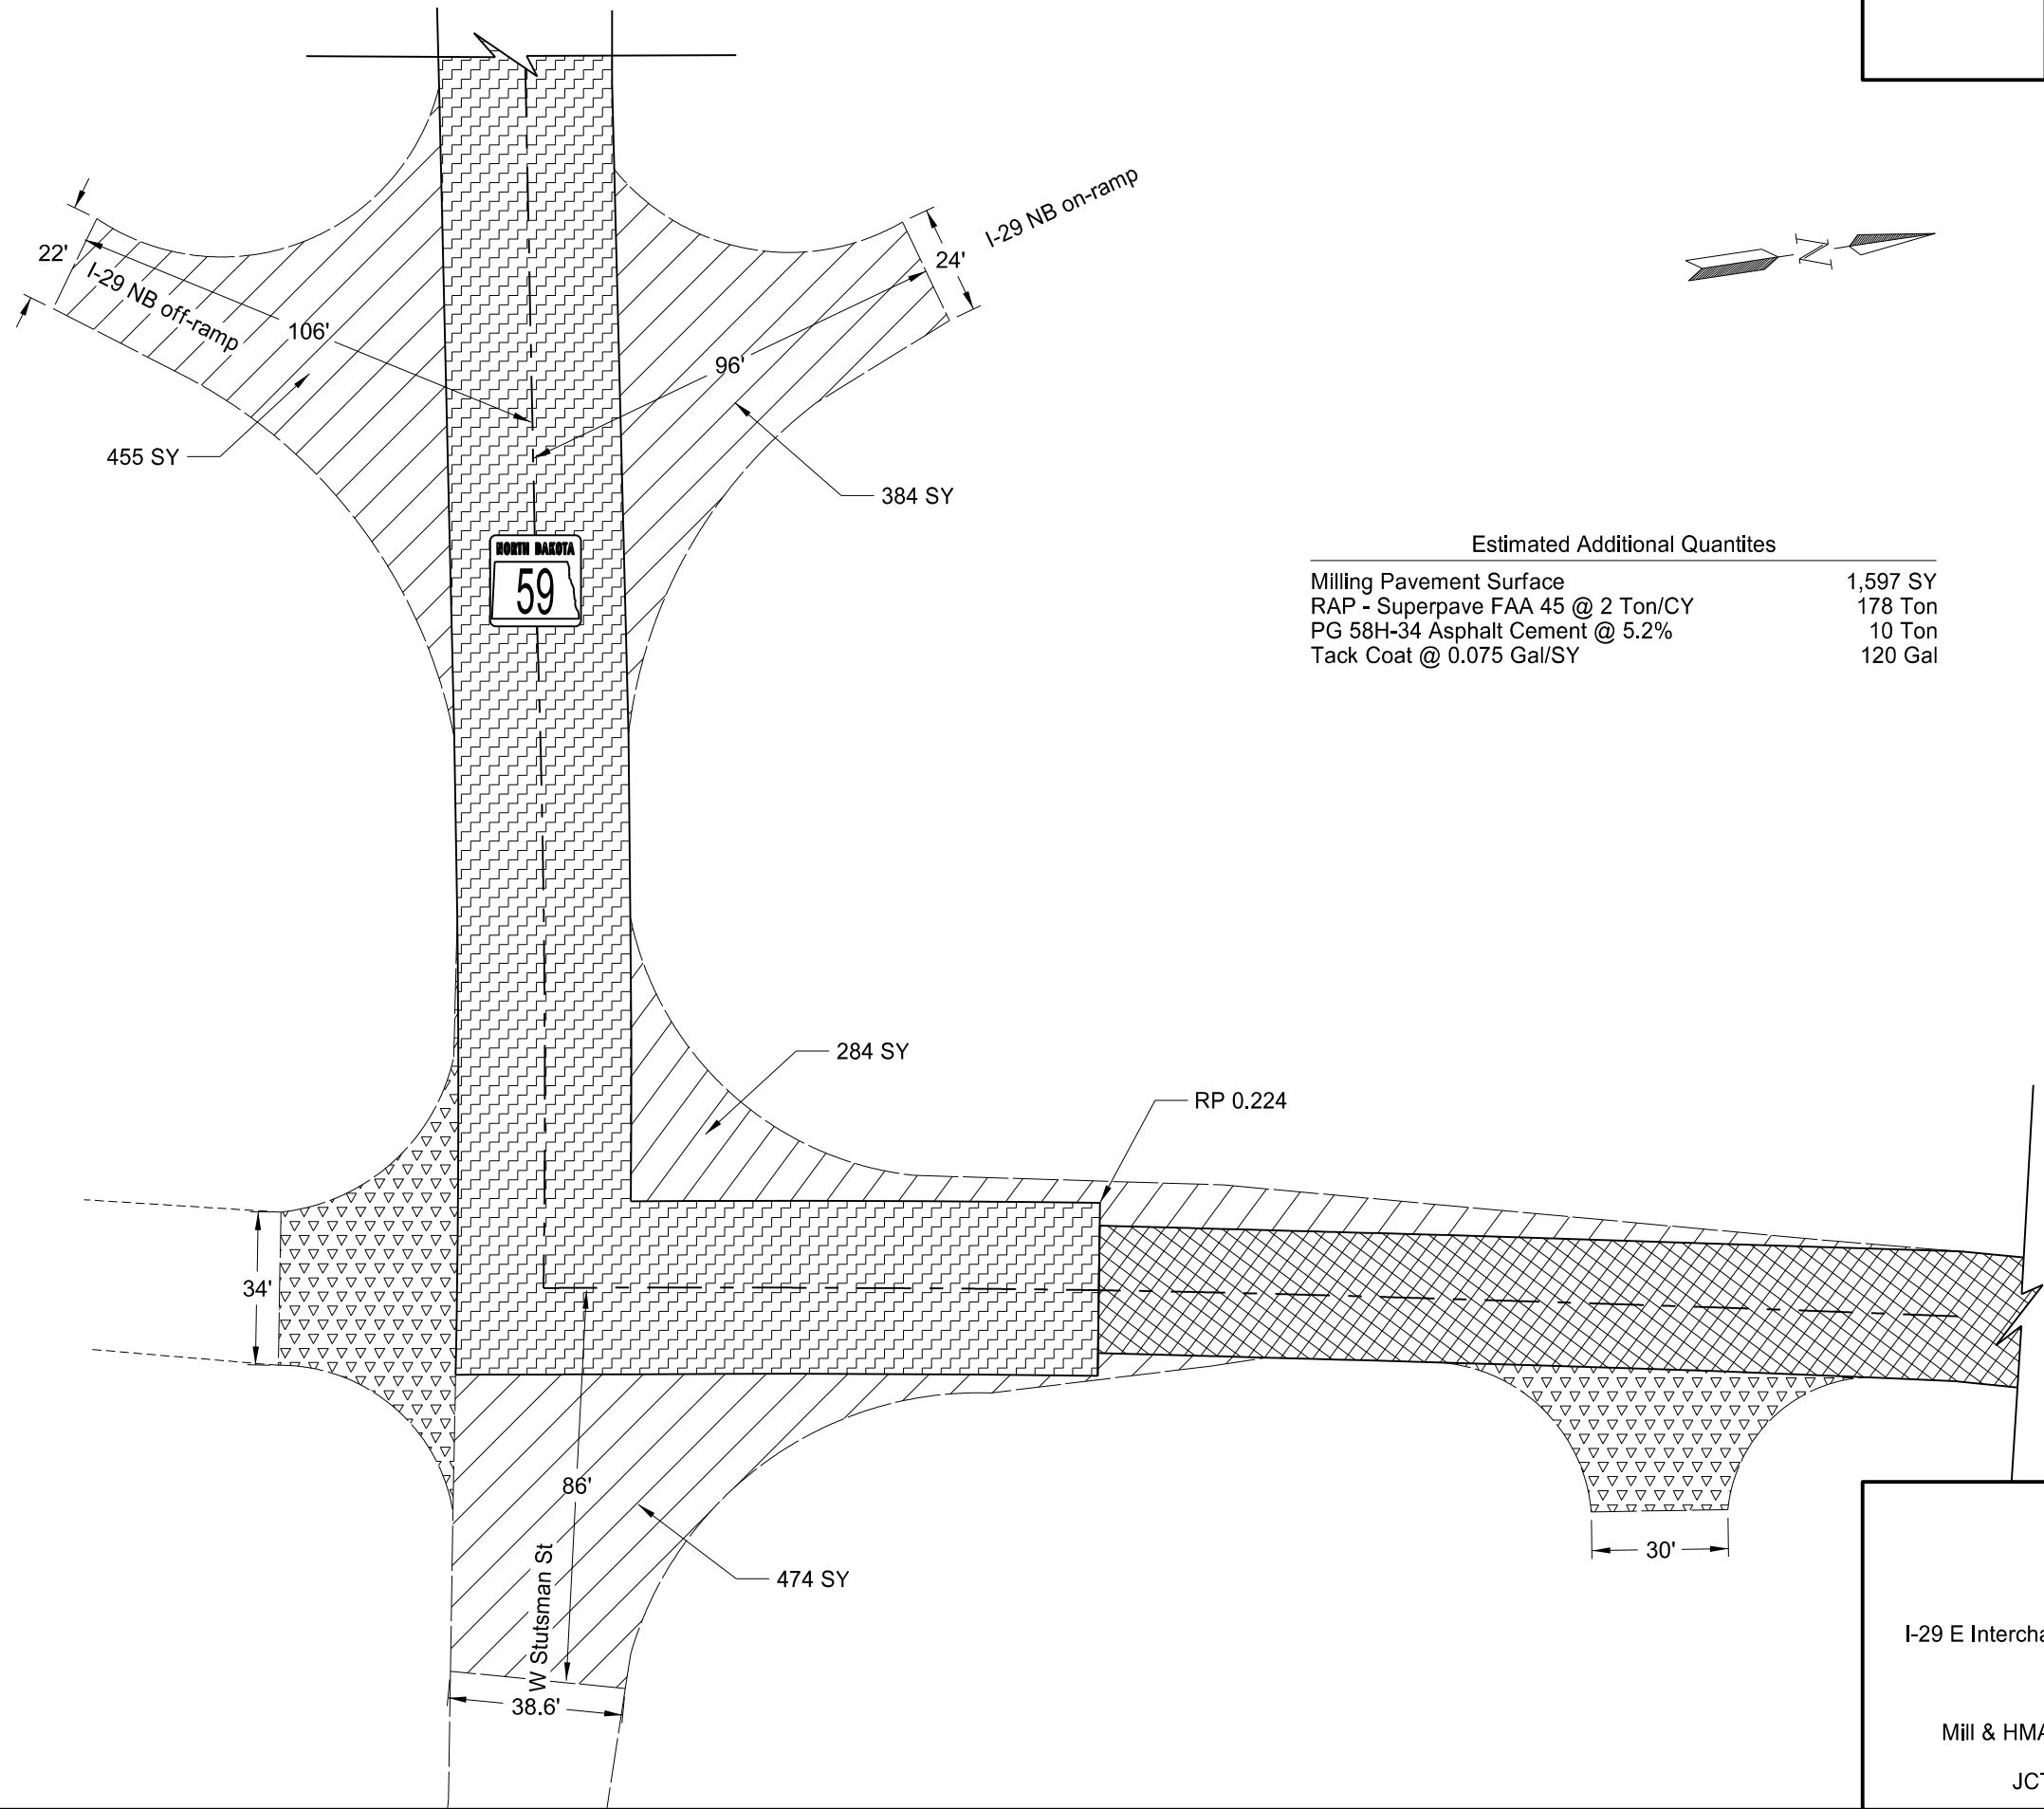 I-29 NB on-ramp
22'
24'
I-29 NB off-ramp
106'
96'
455 SY
384 SY
NORTH DAKOTA
59
Estimated Additional Quantites
Milling Pavement Surface 1,597 SY
RAP - Superpave FAA 45 @ 2 Ton/CY 178 Ton
PG 58H-34 Asphalt Cement @ 5.2% 10 Ton
Tack Coat @ 0.075 Gal/SY 120 Gal
N
284 SY
RP 0.224
34'
86'
474 SY
30'
W Stutsman St
38.6'
I-29 E Intercha
Mill & HMA
JCT